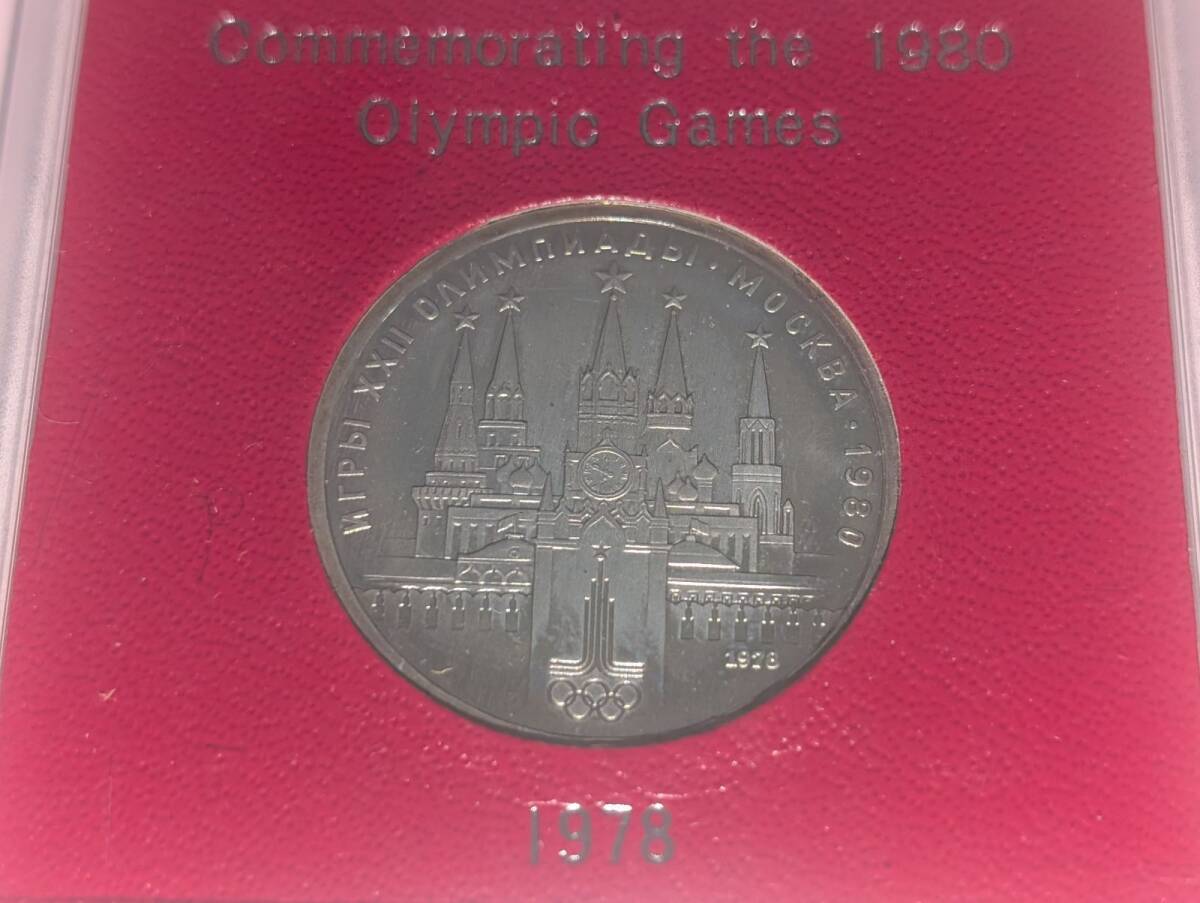 Commemorating the 1980
Olympic Games
ИГРЫ XXII ОЛИМПИАДЫ · МОСКВА · 1980
1978
1978